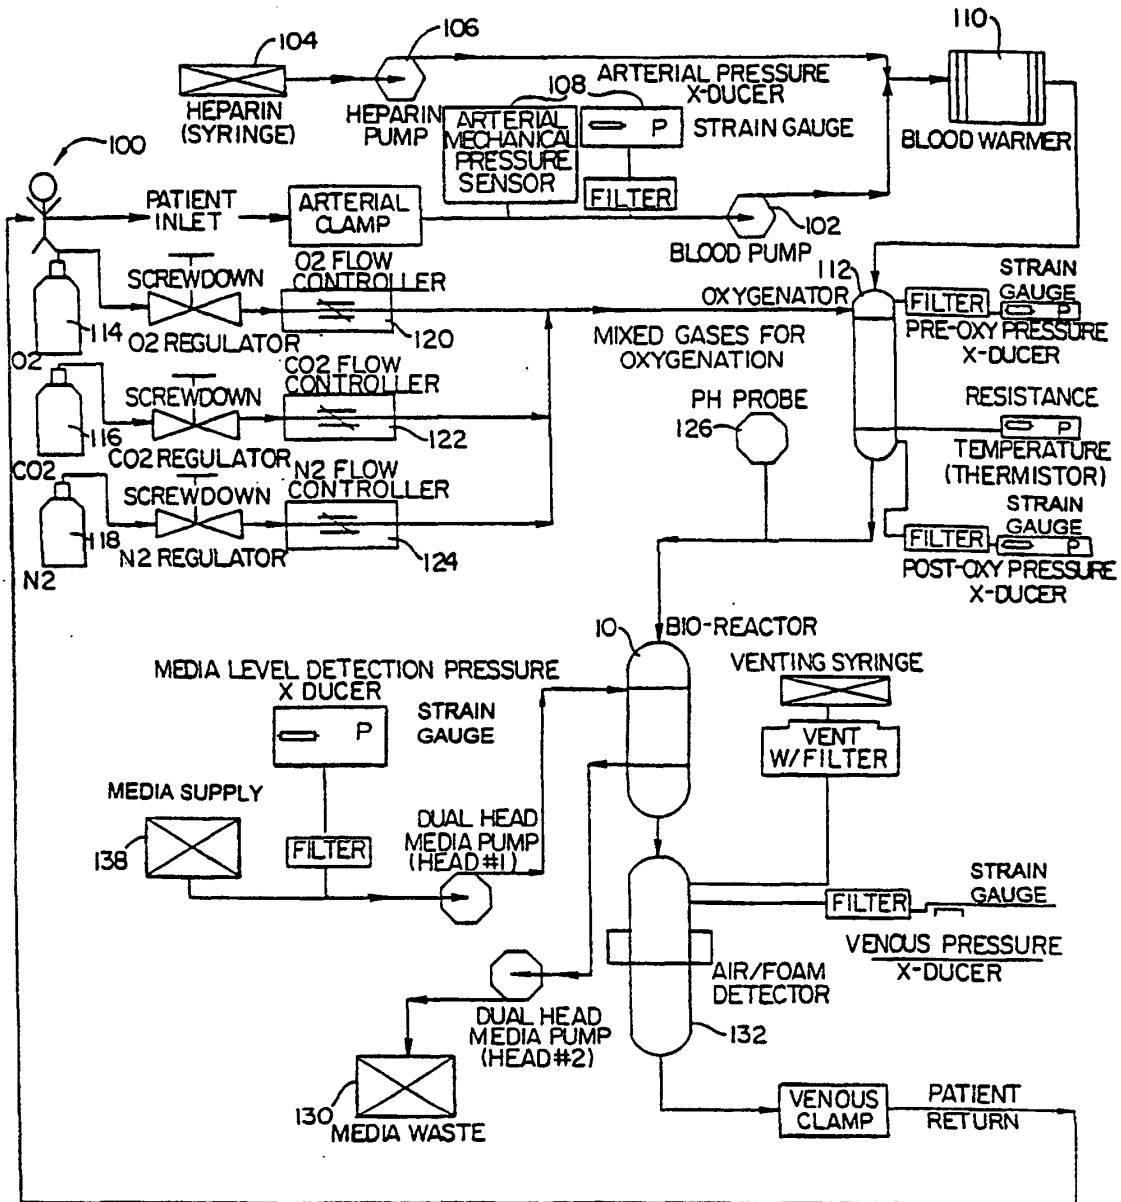 104
106
110
HEPARIN
(SYRINGE)
HEPARIN
PUMP
ARTERIAL PRESSURE
X-DUCER
108
ARTERIAL
MECHANICAL
PRESSURE
SENSOR
P
STRAIN GAUGE
FILTER
BLOOD WARMER
100
PATIENT
INLET
ARTERIAL
CLAMP
102
BLOOD PUMP
SCREWDOWN
O2 FLOW
CONTROLLER
114
O2
O2 REGULATOR
120
OXYGENATOR
112
MIXED GASES FOR
OXYGENATION
FILTER
STRAIN
GAUGE
P
PRE-OXY PRESSURE
X-DUCER
SCREWDOWN
CO2 FLOW
CONTROLLER
116
CO2
CO2 REGULATOR
122
PH PROBE
126
RESISTANCE
P
TEMPERATURE
(THERMISTOR)
SCREWDOWN
N2 FLOW
CONTROLLER
118
N2
N2 REGULATOR
124
STRAIN
GAUGE
FILTER
P
POST-OXY PRESSURE
X-DUCER
10
BIO-REACTOR
MEDIA LEVEL DETECTION PRESSURE
X DUCER
P
STRAIN
GAUGE
VENTING SYRINGE
VENT
W/FILTER
MEDIA SUPPLY
138
FILTER
DUAL HEAD
MEDIA PUMP
(HEAD #1)
STRAIN
GAUGE
FILTER
VENOUS PRESSURE
X-DUCER
AIR/FOAM
DETECTOR
132
DUAL HEAD
MEDIA PUMP
(HEAD #2)
130
MEDIA WASTE
VENOUS
CLAMP
PATIENT
RETURN